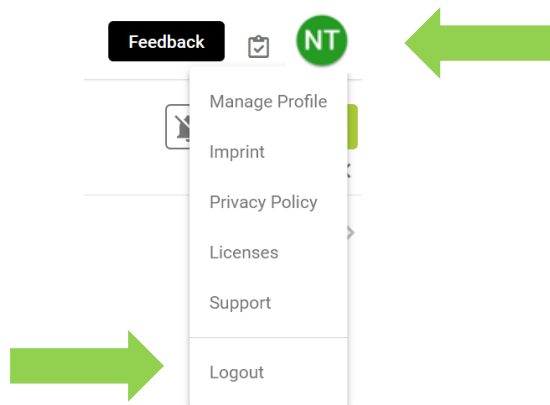 Feedback
NT
Manage Profile
Imprint
Privacy Policy
Licenses
Support
Logout